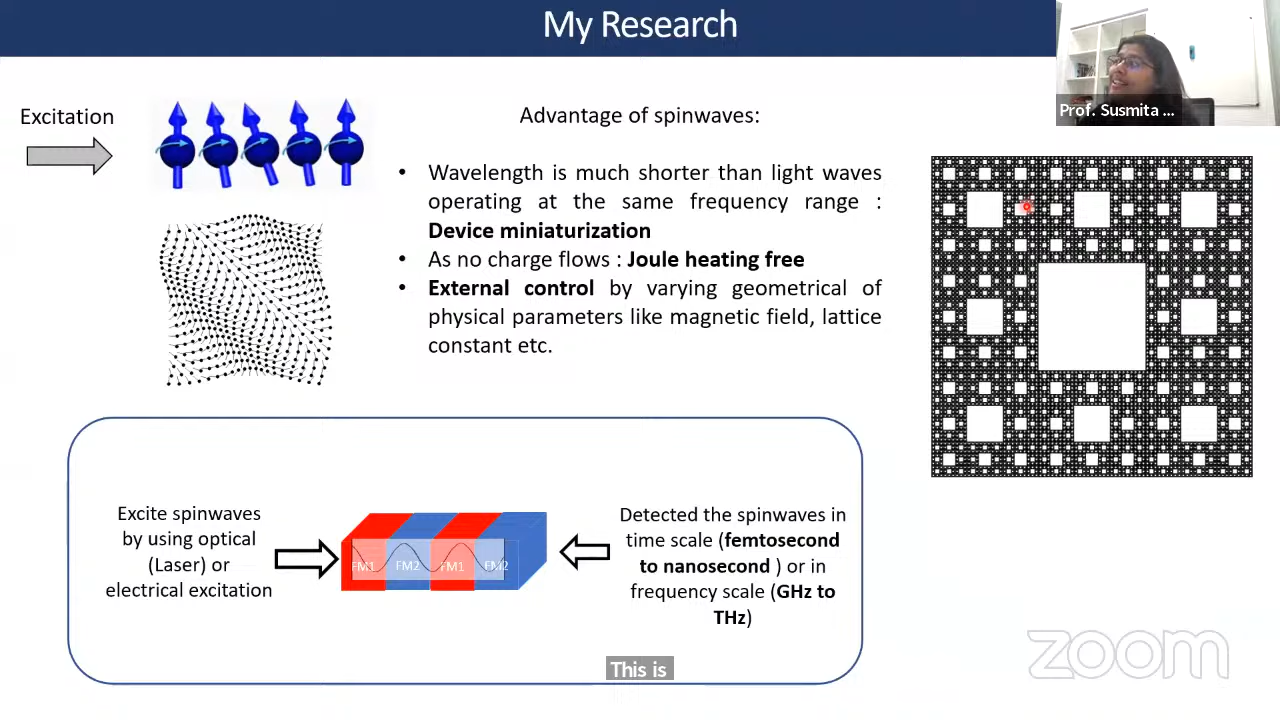 My Research
Prof. Susmita ...
Excitation
Advantage of spinwaves:
• Wavelength is much shorter than light waves
operating at the same frequency range :
Device miniaturization
• As no charge flows : Joule heating free
• External control by varying geometrical of
physical parameters like magnetic field, lattice
constant etc.
Excite spinwaves
by using optical
(Laser) or
electrical excitation
FM1 FM2 FM1 FM2
Detected the spinwaves in
time scale (femtosecond
to nanosecond ) or in
frequency scale (GHz to
THz)
zoom
This is